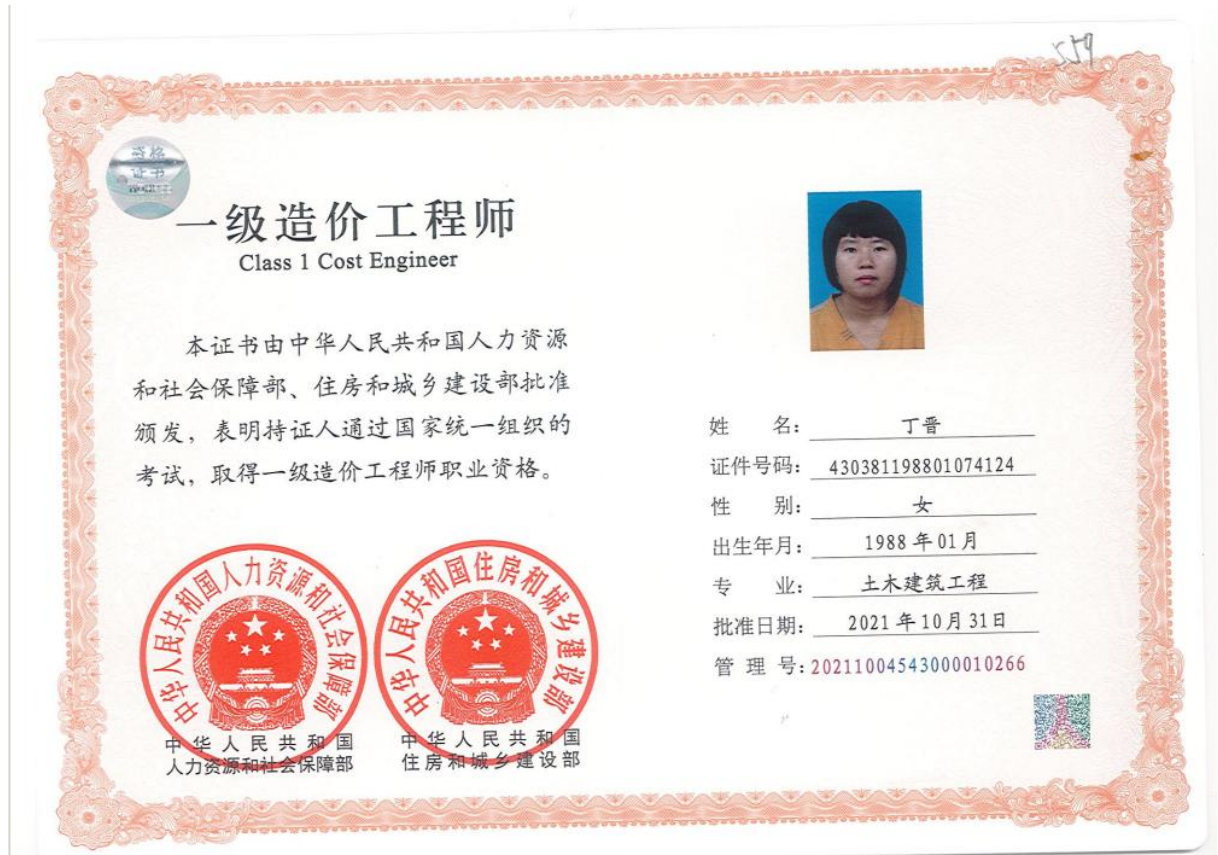 559
资格
证书
一级造价工程师
Class 1 Cost Engineer
本证书由中华人民共和国人力资源
和社会保障部、住房和城乡建设部批准
颁发，表明持证人通过国家统一组织的
考试，取得一级造价工程师职业资格。
姓 名：丁晋
证件号码：430381198801074124
性 别：女
出生年月：1988年01月
专 业：土木建筑工程
批准日期：2021年10月31日
管 理 号：20211004543000010266
中华人民共和国人力资源和社会保障部
中华人民共和国住房和城乡建设部
中华人民共和国
人力资源和社会保障部
中华人民共和国
住房和城乡建设部